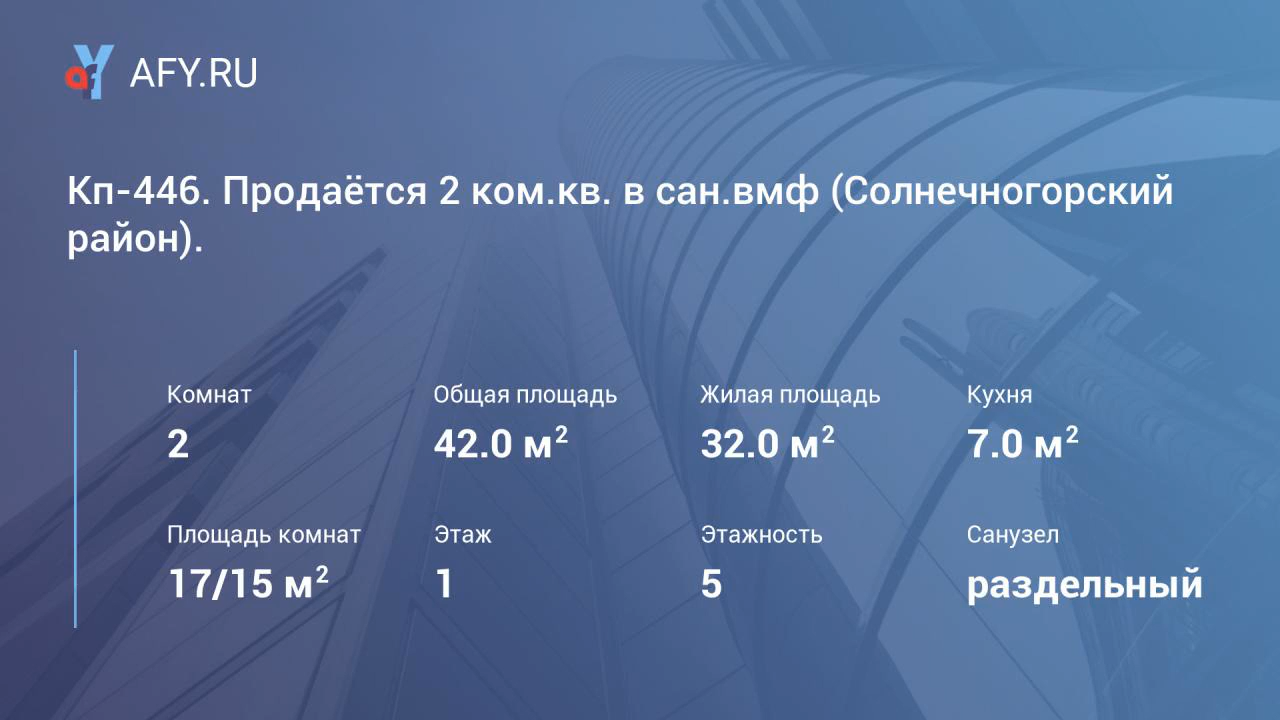 AFY.RU
Кп-446. Продаётся 2 ком.кв. в сан.вмф (Солнечногорский
район).
Комнат
2
Общая площадь
42.0 м²
Жилая площадь
32.0 м²
Кухня
7.0 м²
Площадь комнат
17/15 м²
Этаж
1
Этажность
5
Санузел
раздельный